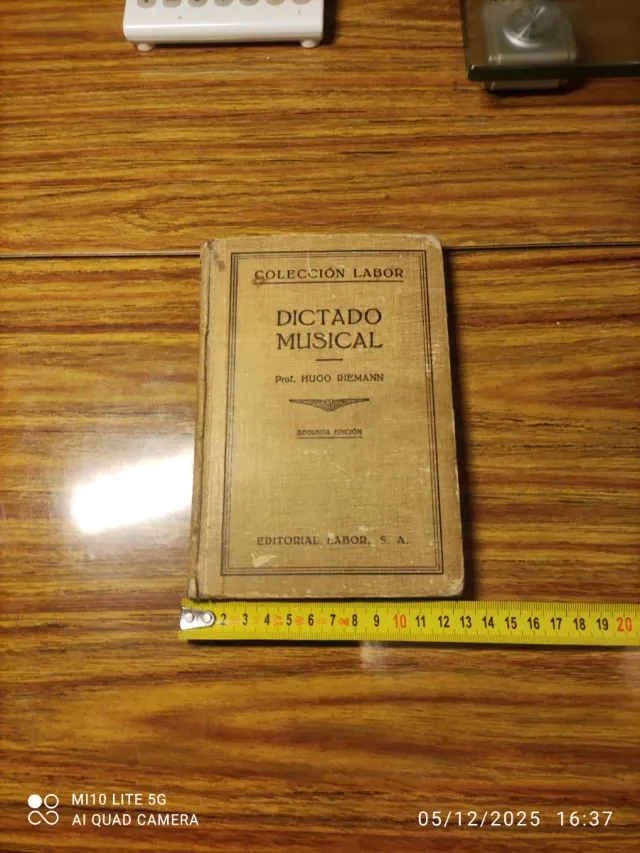 COLECCIÓN LABOR
DICTADO
MUSICAL
Prof. HUGO RIEMANN
SEGUNDA EDICIÓN
EDITORIAL LABOR, S. A.
2 3 4 5 6 7 8 9 10 11 12 13 14 15 16 17 18 19 20
MI10 LITE 5G
AI QUAD CAMERA
05/12/2025 16:37